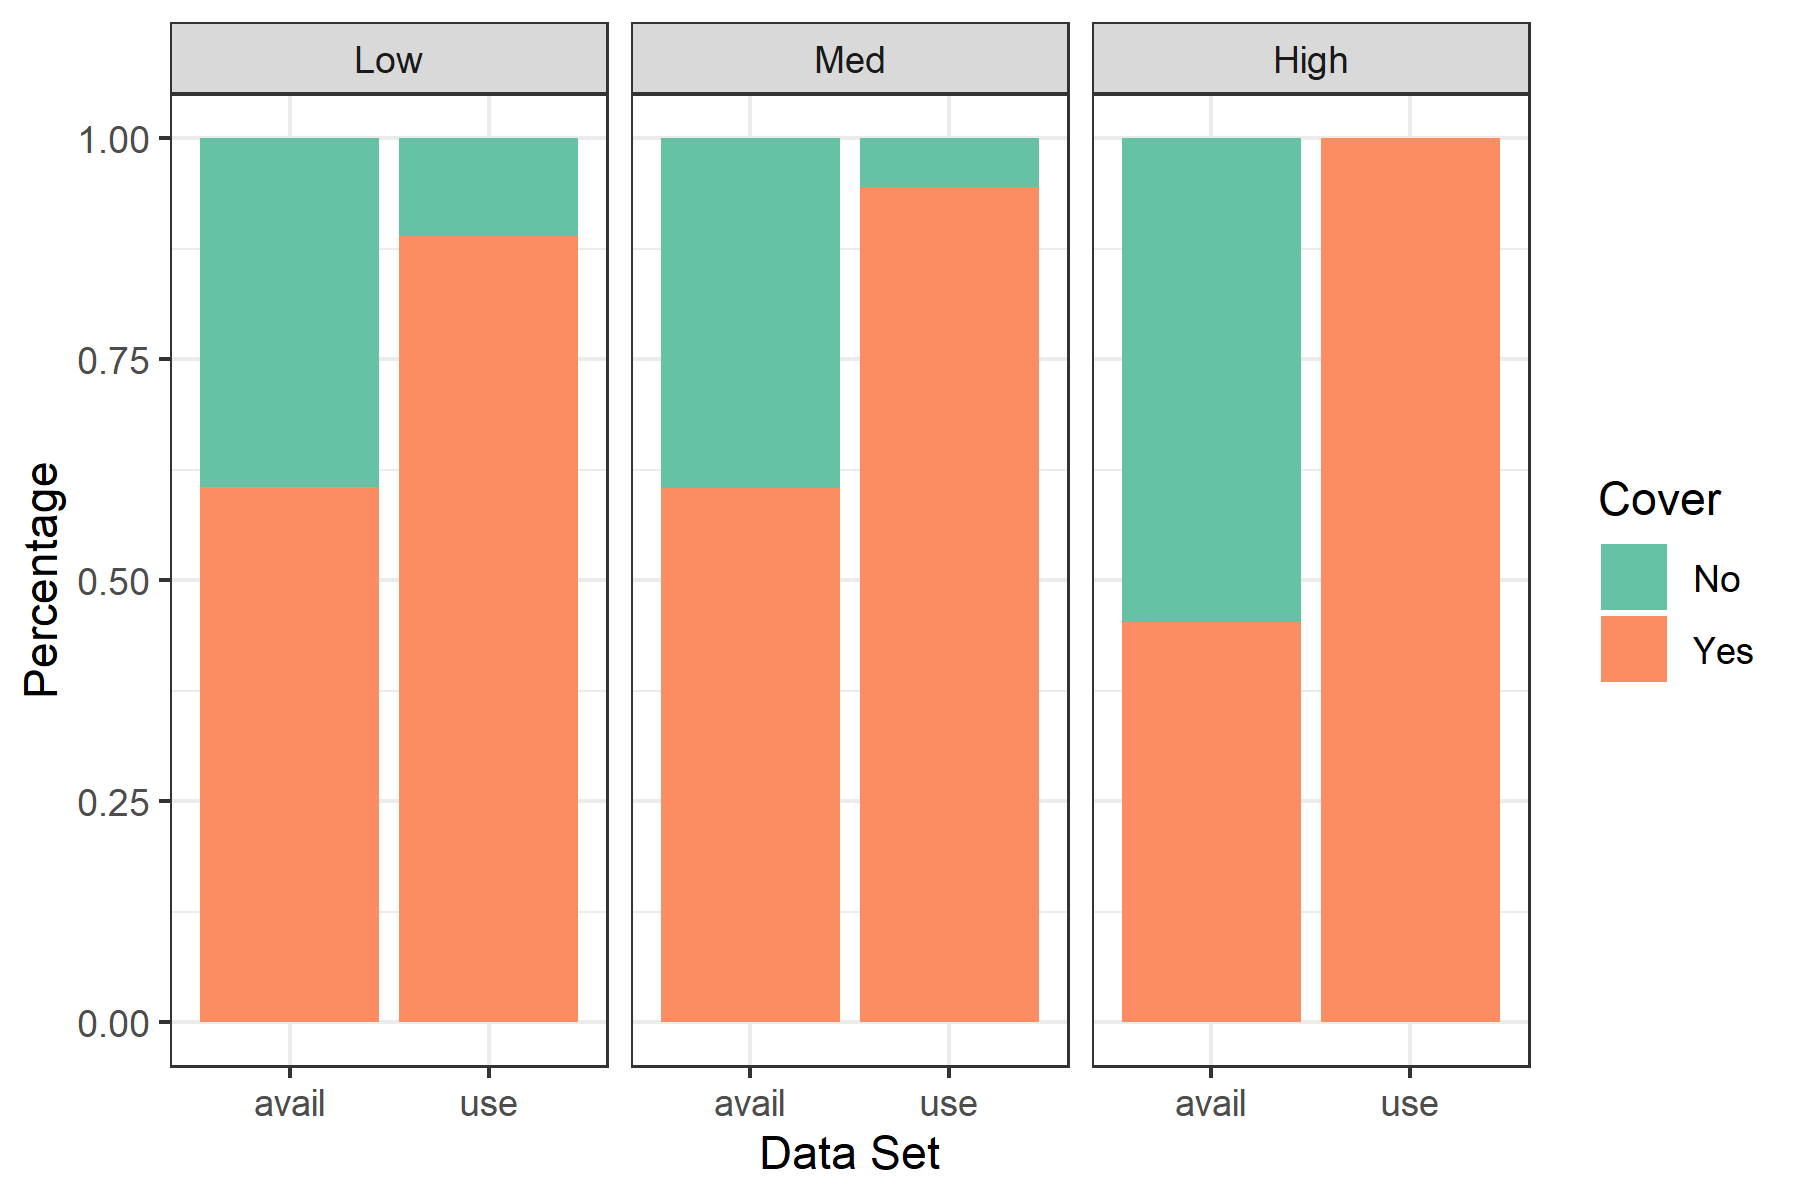 Low
Med
High
1.00
0.75
0.50
0.25
0.00
Percentage
avail
use
avail
use
avail
use
Data Set
Cover
No
Yes